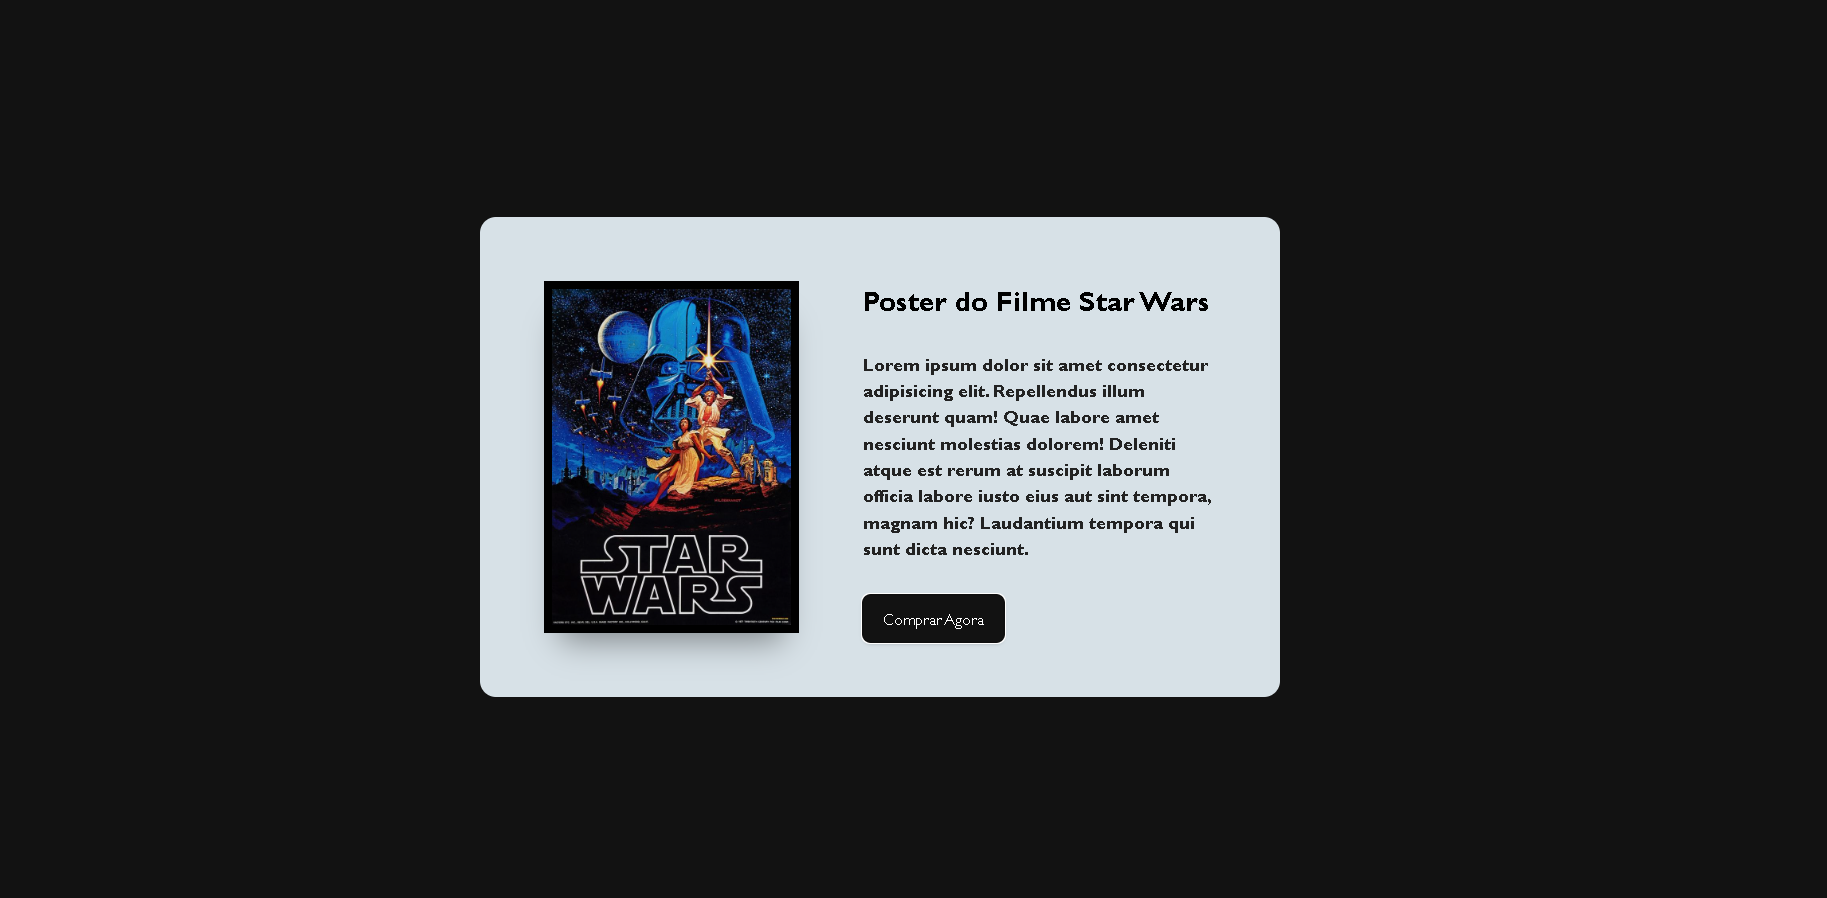 Poster do Filme Star Wars
Lorem ipsum dolor sit amet consectetur
adipisicing elit. Repellendus illum
deserunt quam! Quae labore amet
nesciunt molestias dolorem! Deleniti
atque est rerum at suscipit laborum
officia labore iusto eius aut sint tempora,
magnam hic? Laudantium tempora qui
sunt dicta nesciunt.
Comprar Agora
STAR
WARS